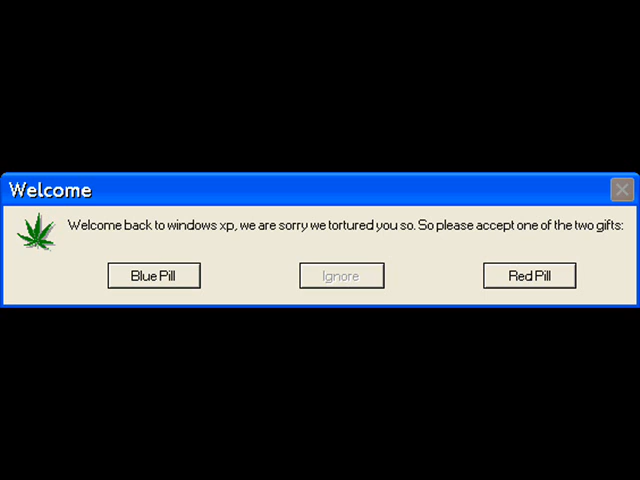 Welcome
Welcome back to windows xp, we are sorry we tortured you so. So please accept one of the two gifts:
Blue Pill
Ignore
Red Pill